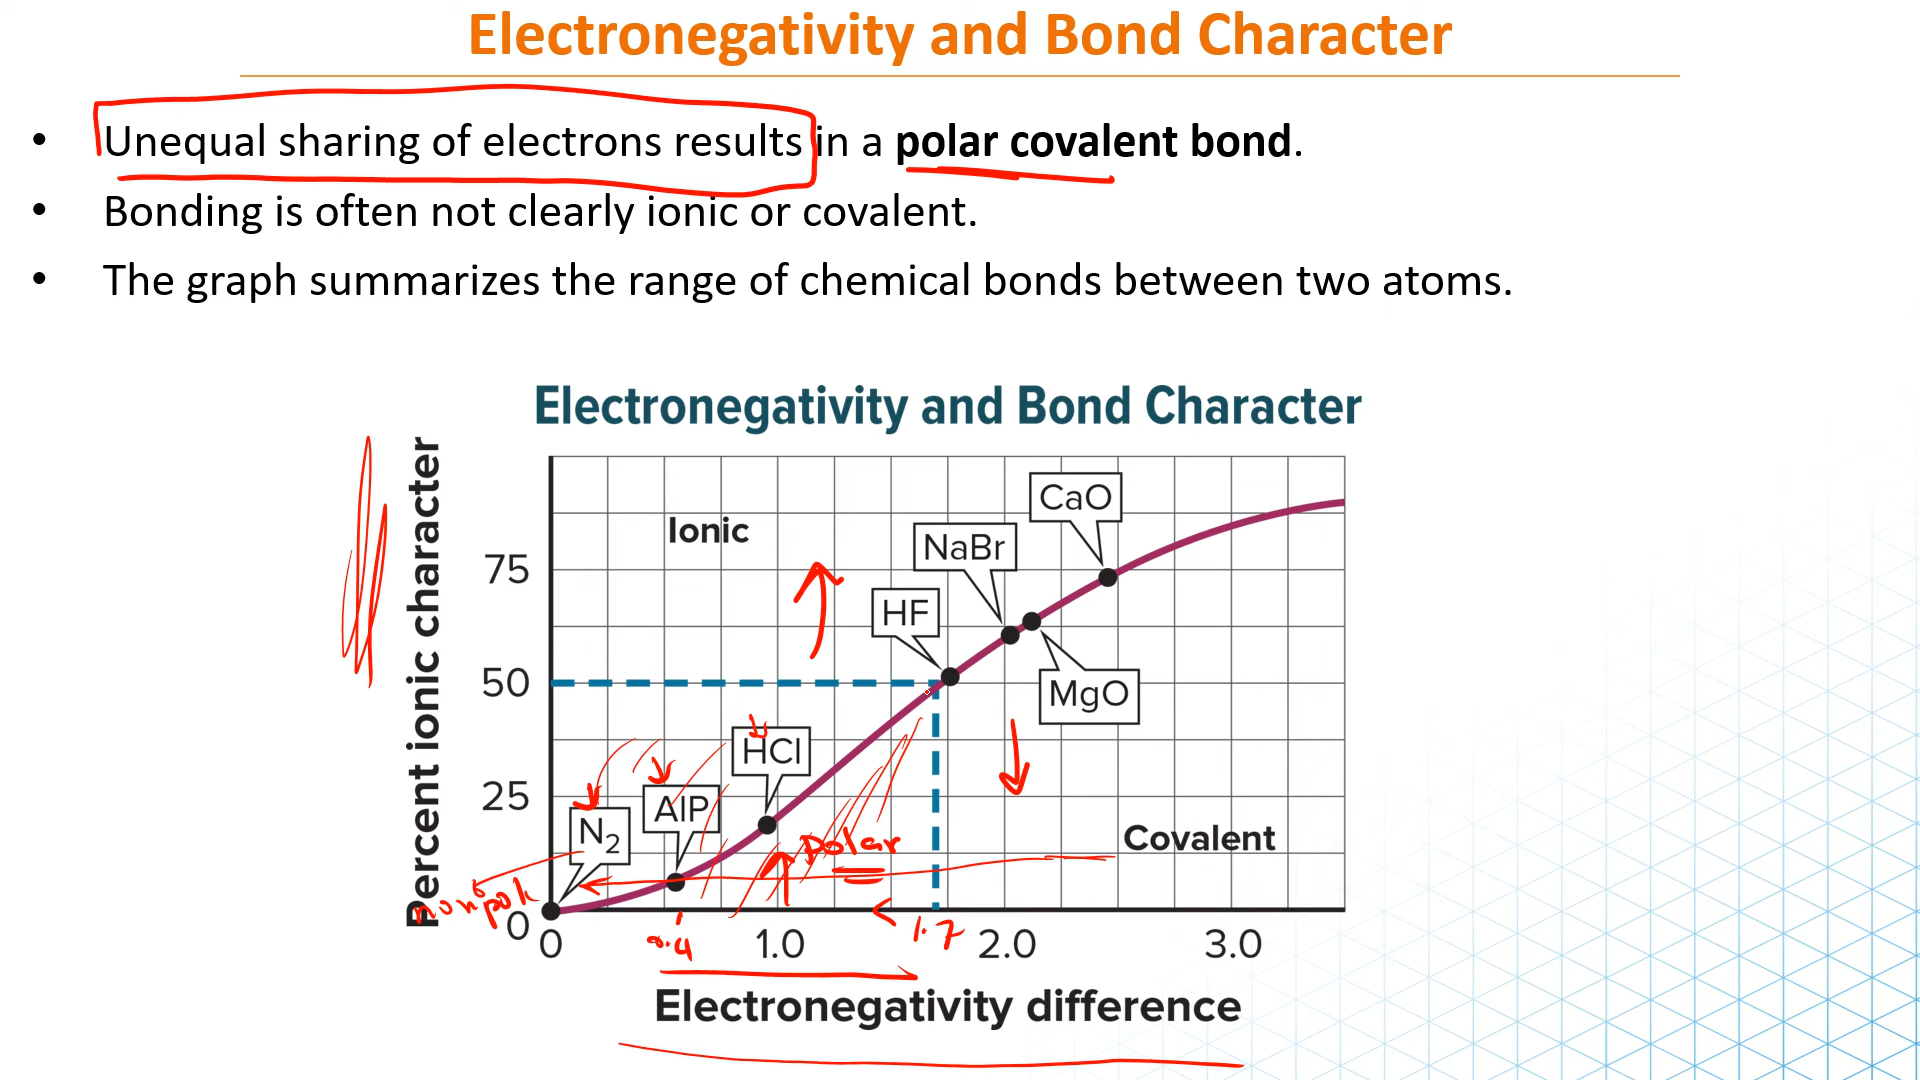 Electronegativity and Bond Character
• Unequal sharing of electrons results in a polar covalent bond.
• Bonding is often not clearly ionic or covalent.
• The graph summarizes the range of chemical bonds between two atoms.
Electronegativity and Bond Character
Percent ionic character
75
50
25
0
Ionic
CaO
NaBr
HF
MgO
HCl
AlP
N₂
Polar
Covalent
0
1.0
2.0
3.0
0.4
< 1.7
Electronegativity difference